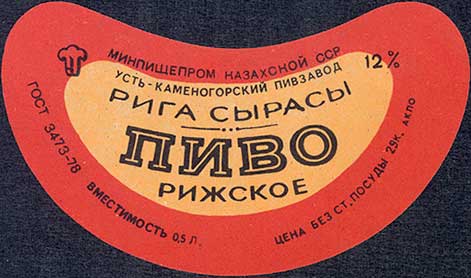 МИНПИЩЕПРОМ КАЗАХСКОЙ ССР
УСТЬ-КАМЕНОГОРСКИЙ ПИВЗАВОД
12%
РИГА СЫРАСЫ
ПИВО
РИЖСКОЕ
ГОСТ 3473-78
ВМЕСТИМОСТЬ 0,5 Л.
ЦЕНА БЕЗ СТ. ПОСУДЫ 29К. АКПО